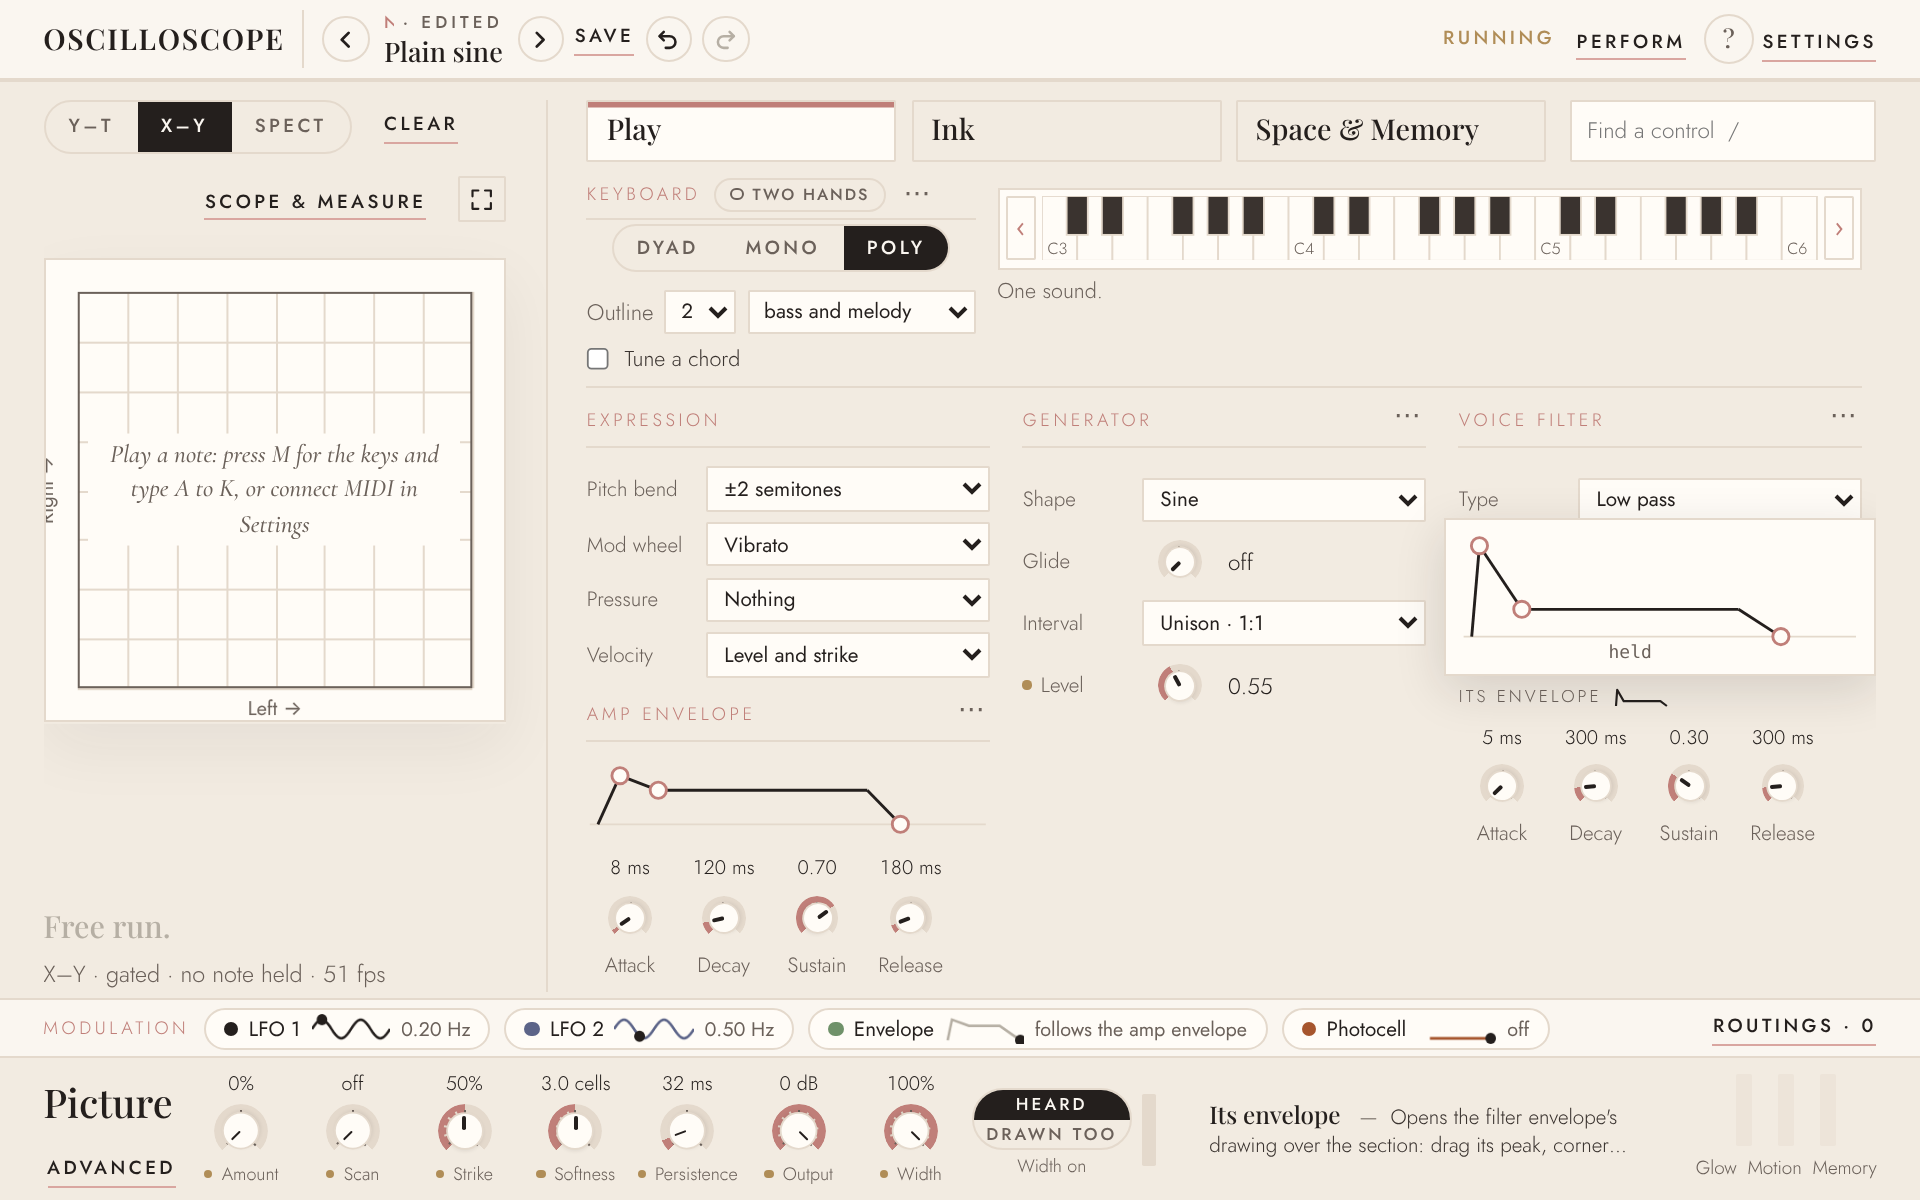 OSCILLOSCOPE
· EDITED
Plain sine
SAVE
RUNNING
PERFORM
?
SETTINGS
Y–T
X–Y
SPECT
CLEAR
SCOPE & MEASURE
Play a note: press M for the keys and
type A to K, or connect MIDI in
Settings
Right →
Left →
Free run.
X–Y · gated · no note held · 51 fps
Play
Ink
Space & Memory
Find a control /
KEYBOARD
TWO HANDS
···
DYAD
MONO
POLY
Outline
2
bass and melody
Tune a chord
‹
C3
C4
C5
C6
›
One sound.
EXPRESSION
Pitch bend
±2 semitones
Mod wheel
Vibrato
Pressure
Nothing
Velocity
Level and strike
AMP ENVELOPE
···
8 ms
120 ms
0.70
180 ms
Attack
Decay
Sustain
Release
GENERATOR
···
Shape
Sine
Glide
off
Interval
Unison · 1:1
Level
0.55
VOICE FILTER
···
Type
Low pass
held
ITS ENVELOPE
5 ms
300 ms
0.30
300 ms
Attack
Decay
Sustain
Release
MODULATION
LFO 1
0.20 Hz
LFO 2
0.50 Hz
Envelope
follows the amp envelope
Photocell
off
ROUTINGS · 0
Picture
ADVANCED
0%
off
50%
3.0 cells
32 ms
0 dB
100%
Amount
Scan
Strike
Softness
Persistence
Output
Width
HEARD
DRAWN TOO
Width on
Its envelope — Opens the filter envelope's
drawing over the section: drag its peak, corner…
Glow
Motion
Memory